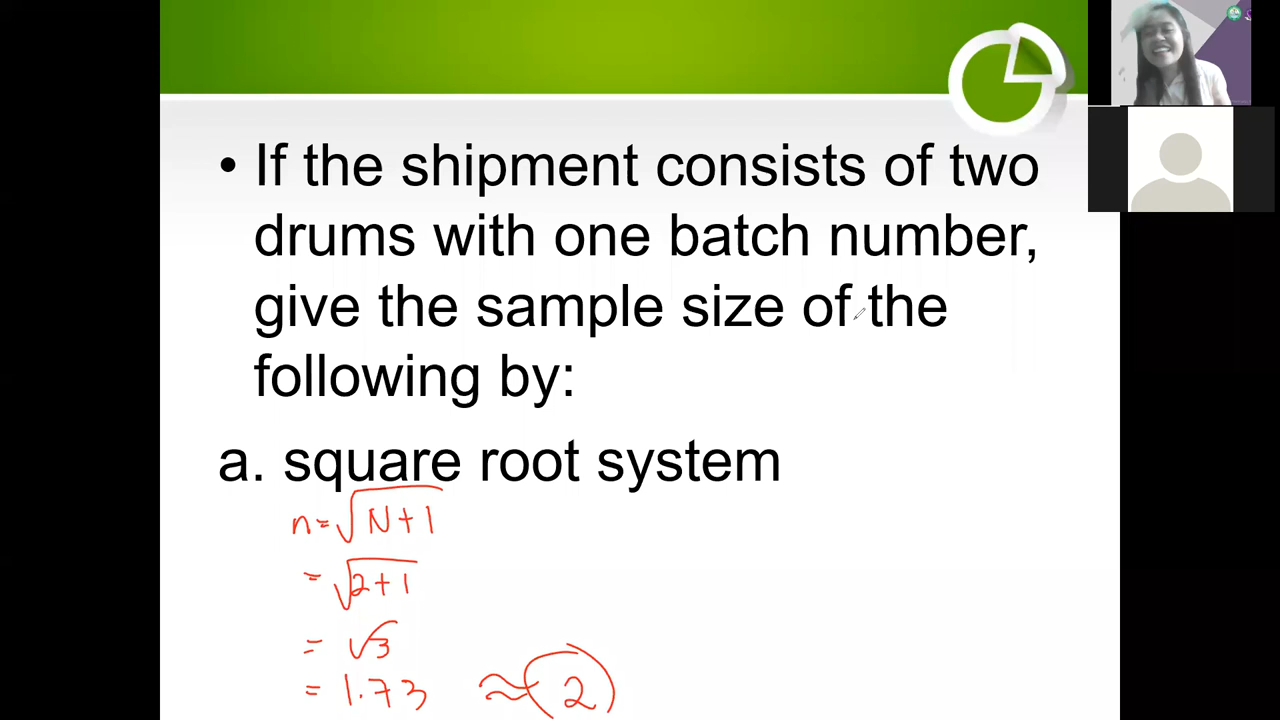 • If the shipment consists of two
drums with one batch number,
give the sample size of the
following by:
a. square root system
n=√N+1
=√2+1
= √3
= 1.73 ≈ 2